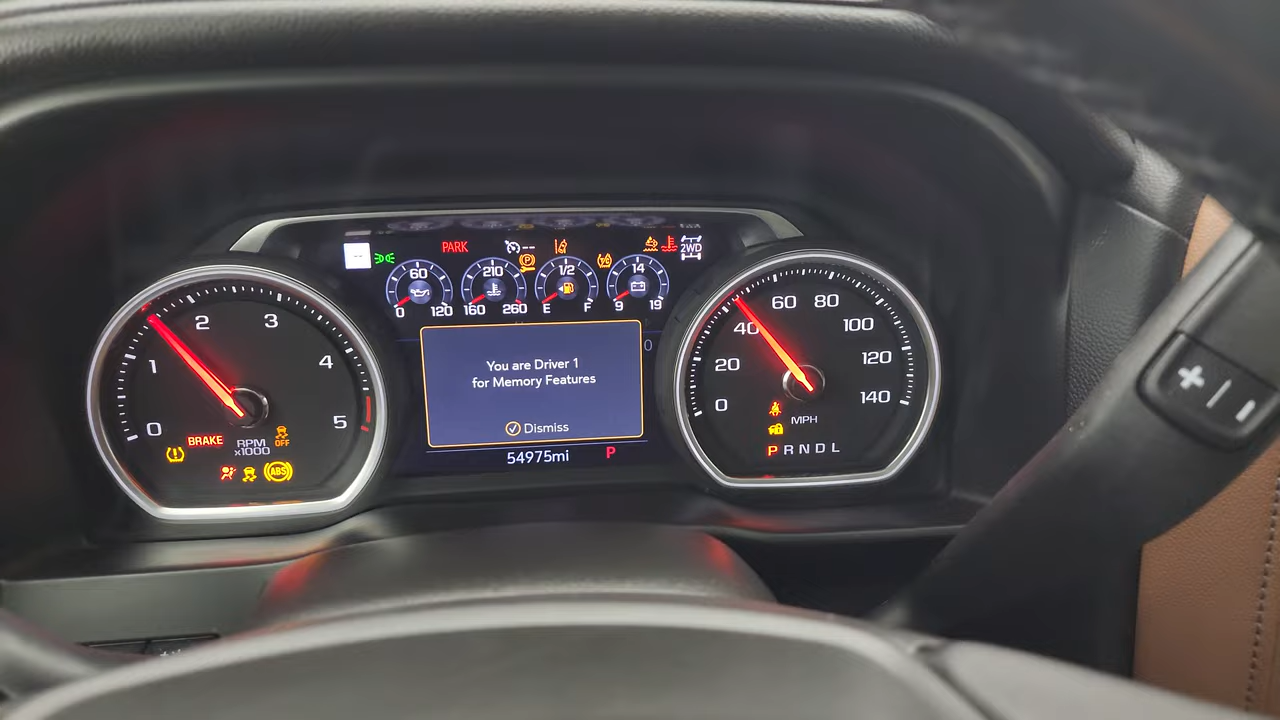 PARK
--
2WD
60
0 120
210
160 260
1/2
E F
14
9 19
0
1
2
3
4
5
BRAKE
RPM
x1000
OFF
ABS
You are Driver 1
for Memory Features
Dismiss
54975mi P
0
20
40
60
80
100
120
140
MPH
P R N D L